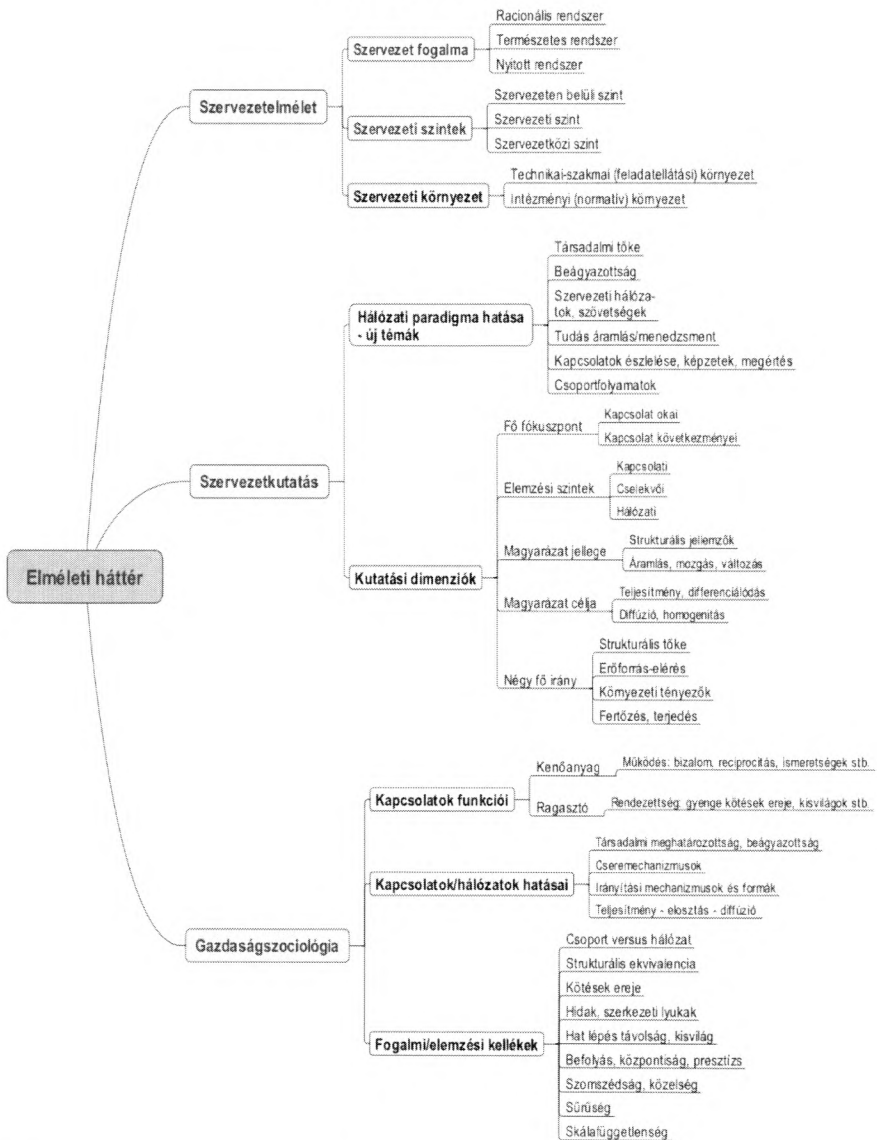 Elméleti háttér
Szervezetelmélet
Szervezet fogalma
Racionális rendszer
Természetes rendszer
Nyitott rendszer
Szervezeti szintek
Szervezeten belüli szint
Szervezeti szint
Szervezetközi szint
Szervezeti környezet
Technikai-szakmai (feladatellátási) környezet
Intézményi (normatív) környezet
Szervezetkutatás
Hálózati paradigma hatása
- új témák
Társadalmi tőke
Beágyazottság
Szervezeti hálóza-
tok, szövetségek
Tudás áramlás/menedzsment
Kapcsolatok észlelése, képzetek, megértés
Csoportfolyamatok
Kutatási dimenziók
Fő fókuszpont
Kapcsolat okai
Kapcsolat következményei
Elemzési szintek
Kapcsolati
Cselekvői
Hálózati
Magyarázat jellege
Strukturális jellemzők
Áramlás, mozgás, változás
Magyarázat célja
Teljesítmény, differenciálódás
Diffúzió, homogenitás
Négy fő irány
Strukturális tőke
Erőforrás-elérés
Környezeti tényezők
Fertőzés, terjedés
Gazdaságszociológia
Kapcsolatok funkciói
Kenőanyag
Működés: bizalom, reciprocitás, ismeretségek stb.
Ragasztó
Rendezettség: gyenge kötések ereje, kisvilágok stb.
Kapcsolatok/hálózatok hatásai
Társadalmi meghatározottság, beágyazottság
Cseremechanizmusok
Irányítási mechanizmusok és formák
Teljesítmény - elosztás - diffúzió
Fogalmi/elemzési kellékek
Csoport versus hálózat
Strukturális ekvivalencia
Kötések ereje
Hidak, szerkezeti lyukak
Hat lépés távolság, kisvilág
Befolyás, központiság, presztízs
Szomszédság, közelség
Sűrűség
Skálafüggetlenség